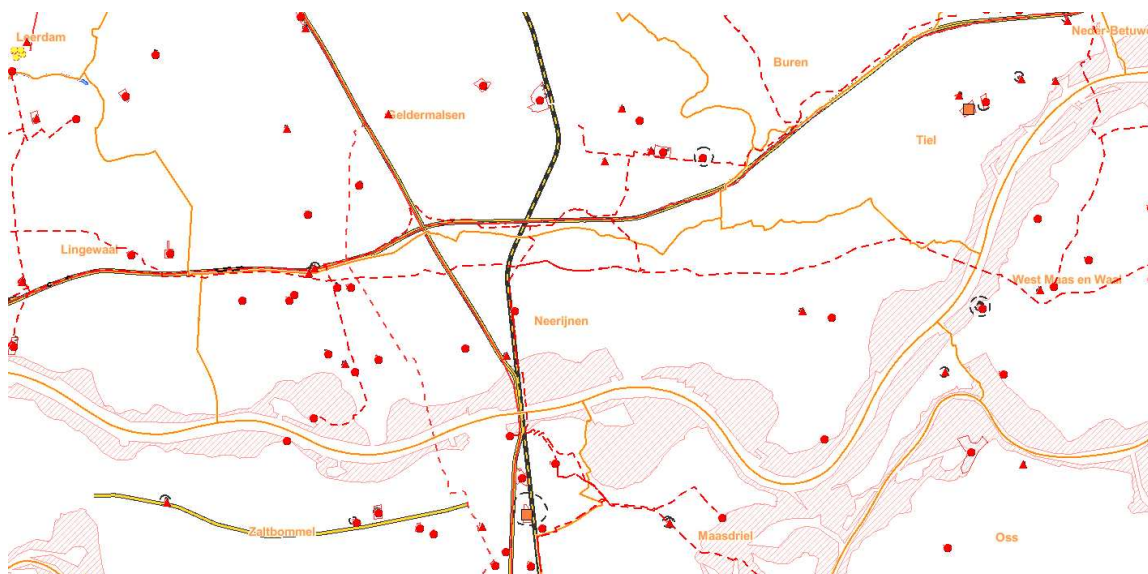 Leerdam
Neder-Betuwe
Buren
Geldermalsen
Tiel
Lingewaal
West Maas en Waal
Neerijnen
Zaltbommel
Maasdriel
Oss